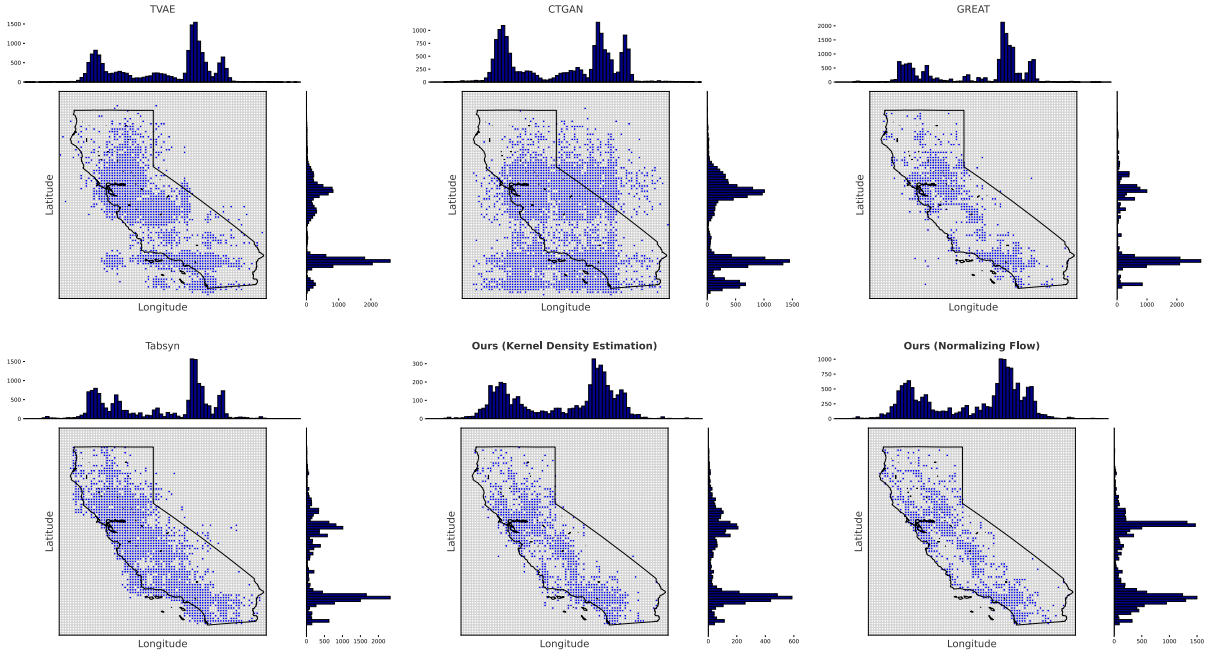 TVAE
1500
1000
500
0
Latitude
Longitude
0
1000
2000
CTGAN
1000
750
500
250
0
Latitude
Longitude
0
500
1000
1500
GREAT
2000
1500
1000
500
0
Latitude
Longitude
0
1000
2000
Tabsyn
1500
1000
500
0
Latitude
Longitude
0
500
1000
1500
2000
Ours (Kernel Density Estimation)
300
200
100
0
Latitude
Longitude
0
200
400
600
Ours (Normalizing Flow)
1000
750
500
250
0
Latitude
Longitude
0
500
1000
1500